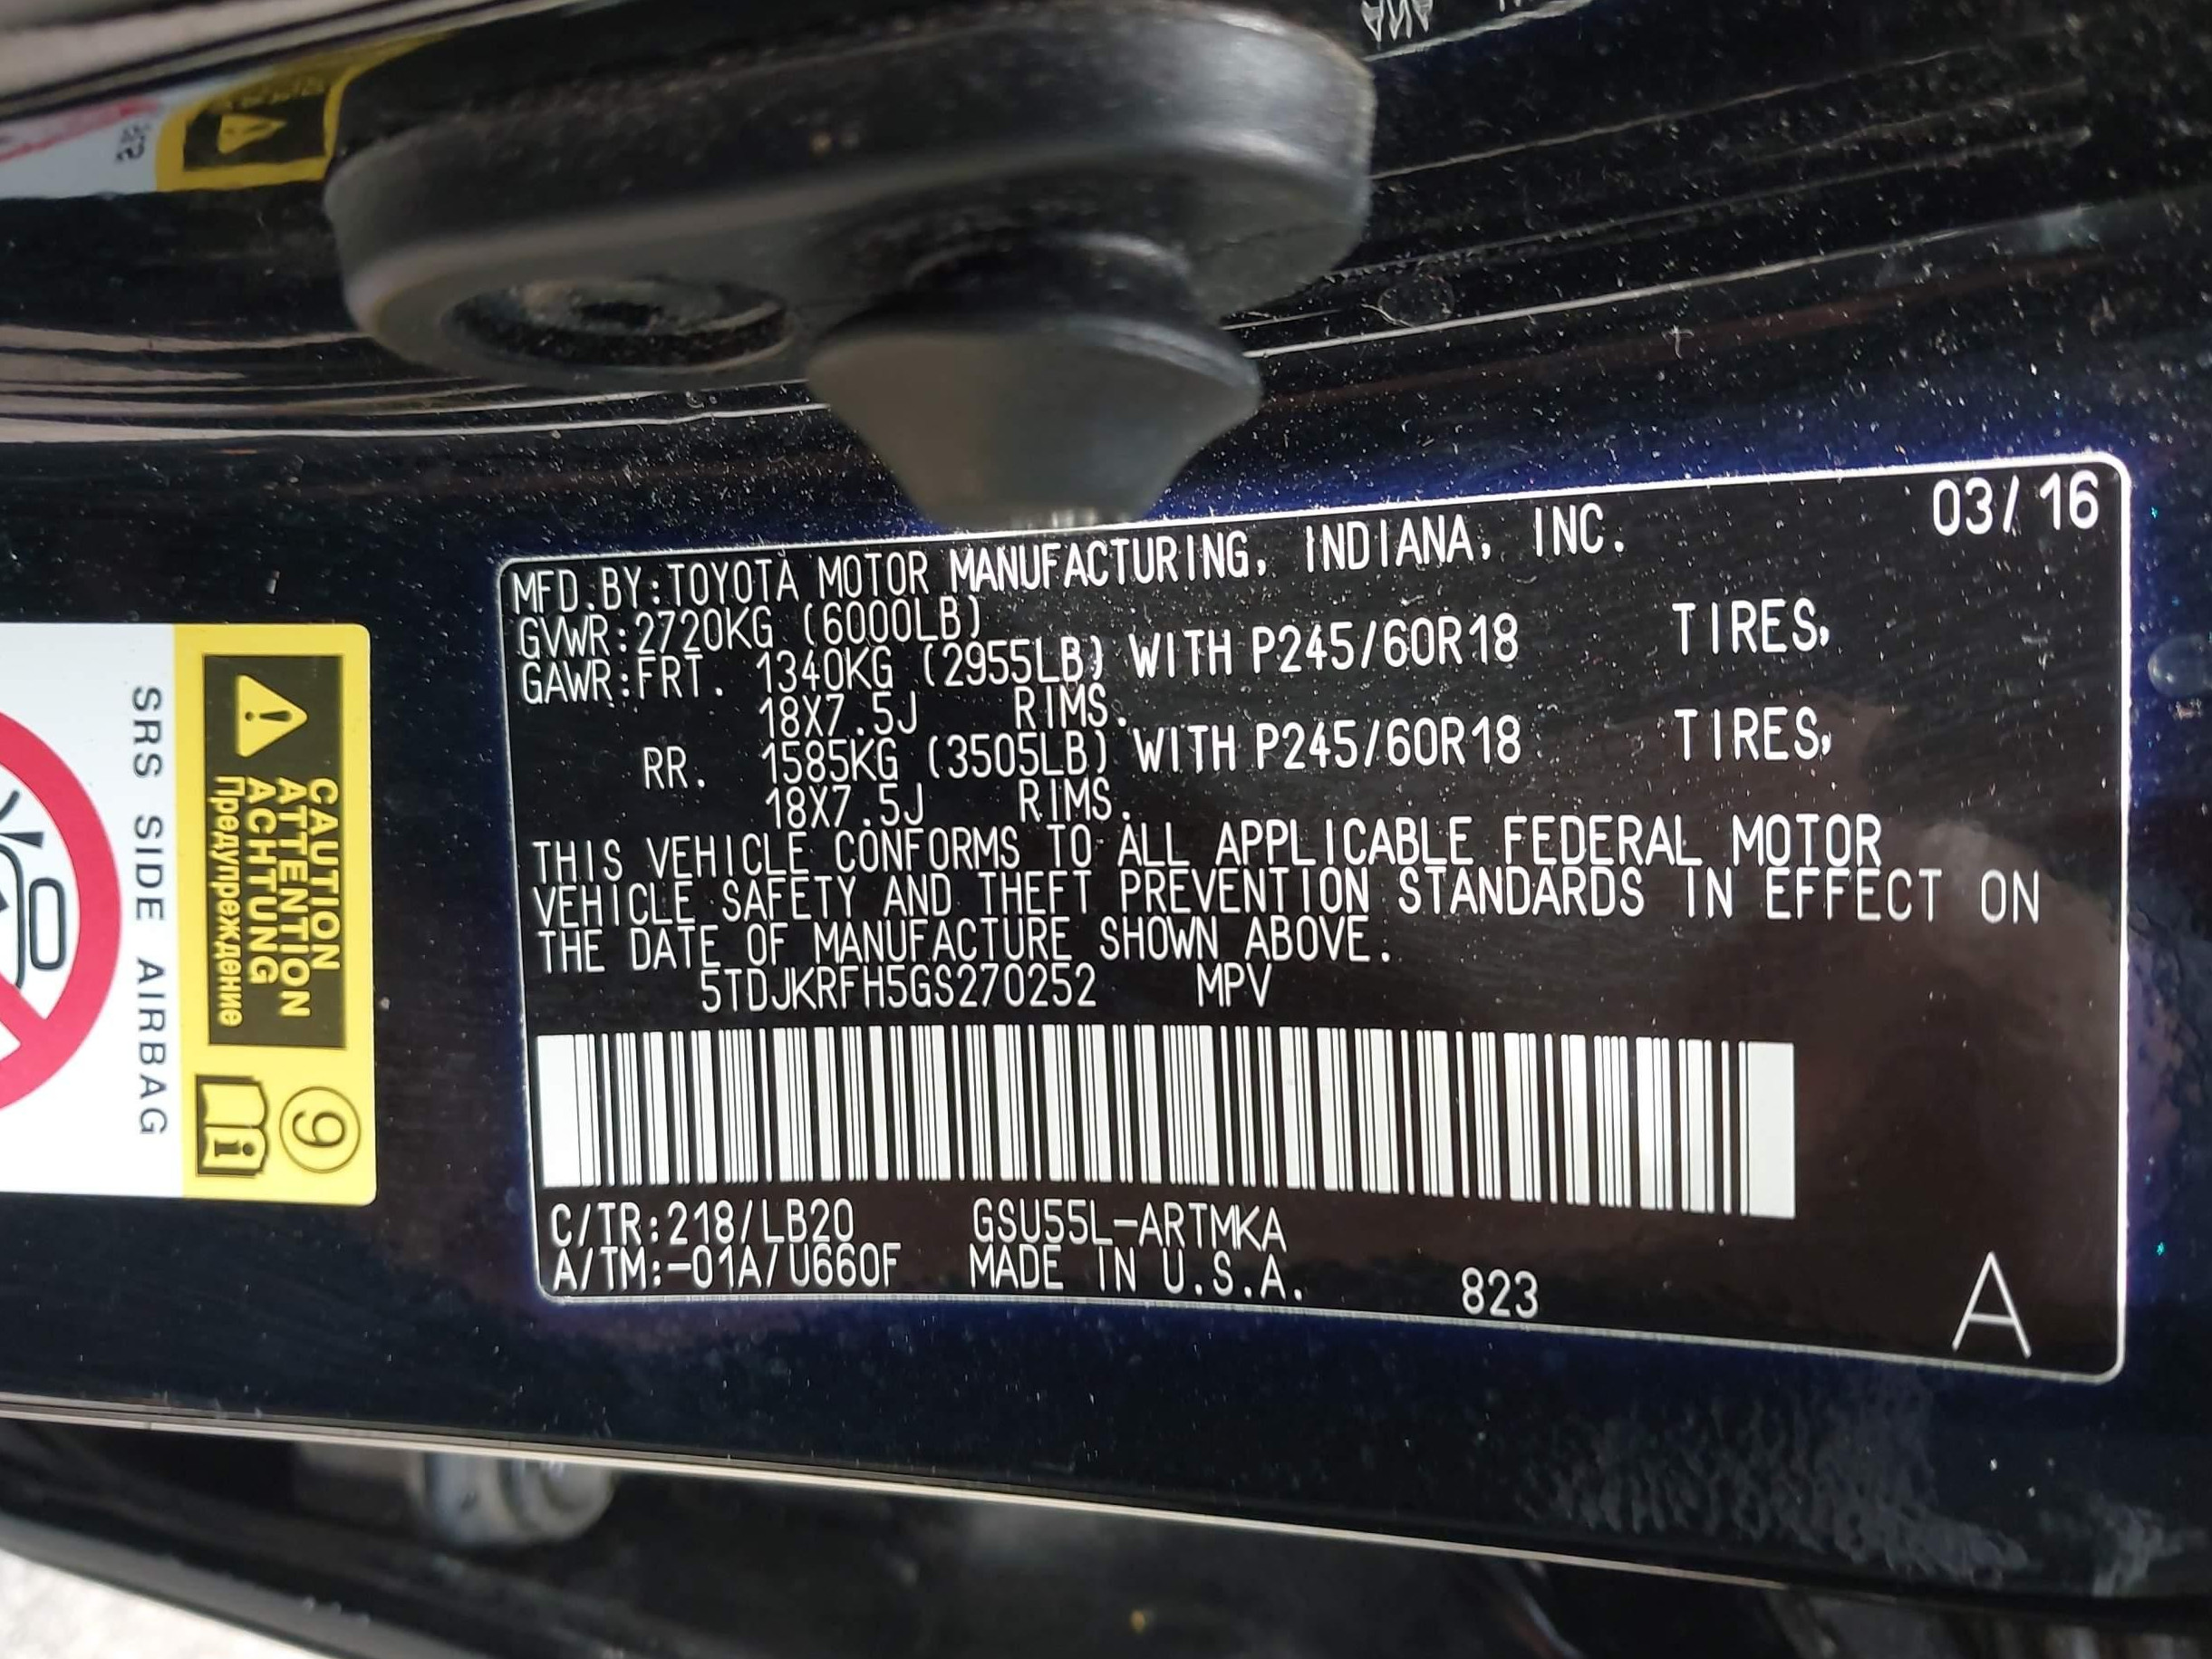 03/16
MFD.BY:TOYOTA MOTOR MANUFACTURING, INDIANA, INC.
GVWR:2720KG (6000LB)
GAWR:FRT. 1340KG (2955LB) WITH P245/60R18 TIRES,
18X7.5J RIMS.
RR. 1585KG (3505LB) WITH P245/60R18 TIRES,
18X7.5J RIMS.
THIS VEHICLE CONFORMS TO ALL APPLICABLE FEDERAL MOTOR
VEHICLE SAFETY AND THEFT PREVENTION STANDARDS IN EFFECT ON
THE DATE OF MANUFACTURE SHOWN ABOVE.
5TDJKRFH5GS270252 MPV
C/TR:218/LB20 GSU55L-ARTMKA
A/TM:-01A/U660F MADE IN U.S.A. 823
A
CAUTION
ATTENTION
ACHTUNG
Предупреждение
9
i
SRS SIDE AIRBAG